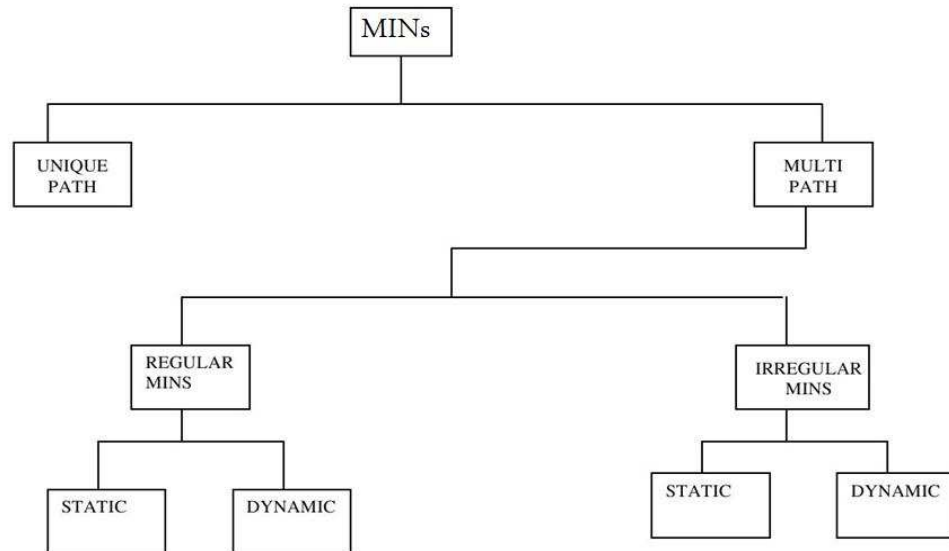 MINs
UNIQUE
PATH
MULTI
PATH
REGULAR
MINS
IRREGULAR
MINS
STATIC
DYNAMIC
STATIC
DYNAMIC